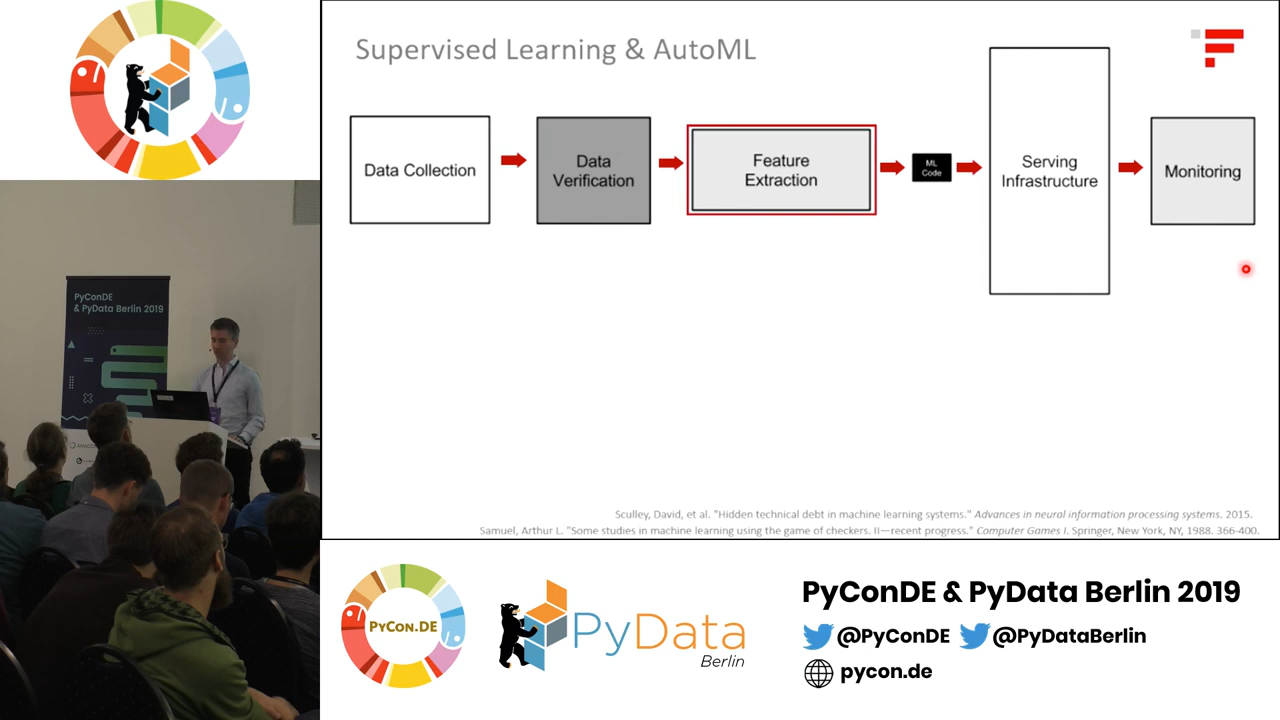 Supervised Learning & AutoML
Data Collection
Data
Verification
Feature
Extraction
ML
Code
Serving
Infrastructure
Monitoring
Sculley, David, et al. "Hidden technical debt in machine learning systems." Advances in neural information processing systems. 2015.
Samuel, Arthur L. "Some studies in machine learning using the game of checkers. II—recent progress." Computer Games I. Springer, New York, NY, 1988. 366-400.
PyConDE
& PyData Berlin 2019
PyCon.DE
PyData
Berlin
PyConDE & PyData Berlin 2019
@PyConDE @PyDataBerlin
pycon.de